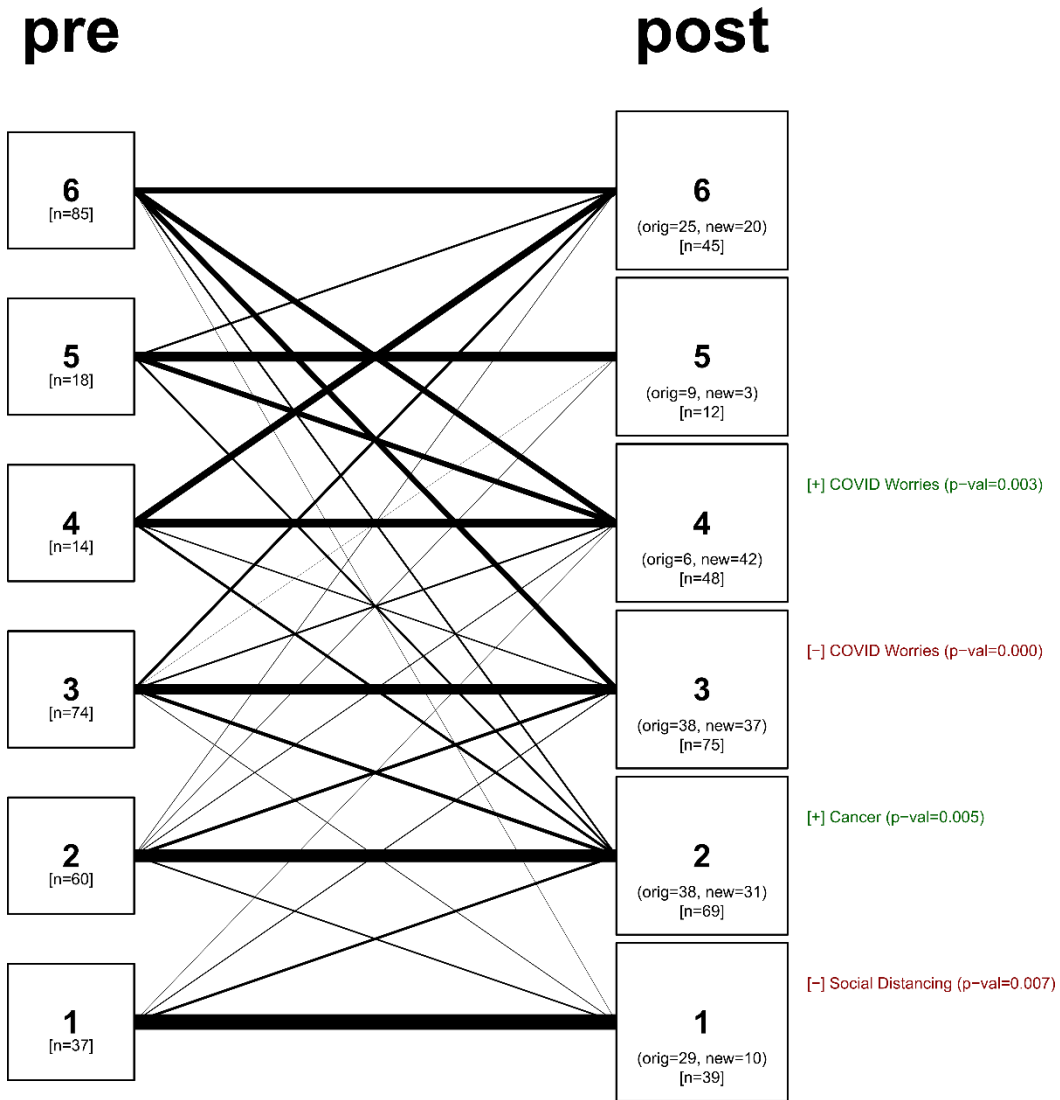 pre
post
6
[n=85]
6
(orig=25, new=20)
[n=45]
5
[n=18]
5
(orig=9, new=3)
[n=12]
4
[n=14]
4
(orig=6, new=42)
[n=48]
[+] COVID Worries (p−val=0.003)
3
[n=74]
3
(orig=38, new=37)
[n=75]
[−] COVID Worries (p−val=0.000)
2
[n=60]
2
(orig=38, new=31)
[n=69]
[+] Cancer (p−val=0.005)
1
[n=37]
1
(orig=29, new=10)
[n=39]
[−] Social Distancing (p−val=0.007)